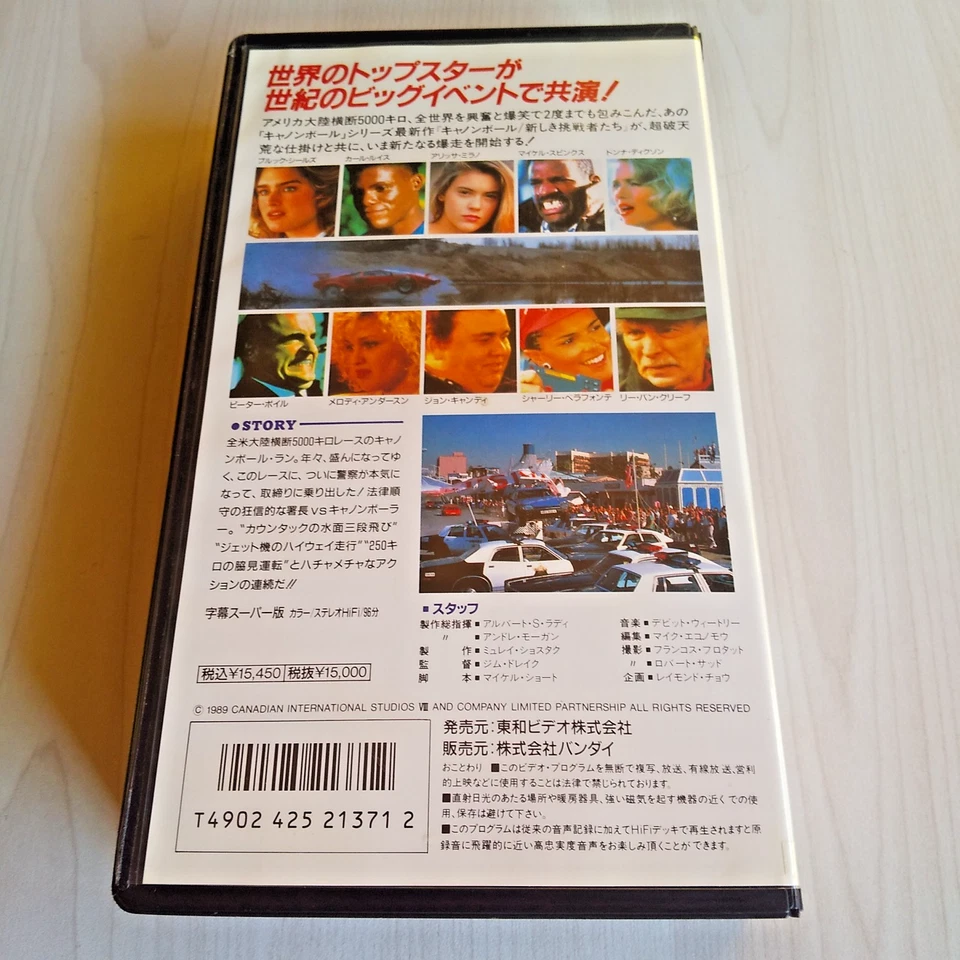 世界のトップスターが
世紀のビッグイベントで共演!
アメリカ大陸横断5000キロ、全世界を興奮と爆笑で2度までも包みこんだ、あの
「キャノンボール」シリーズ最新作「キャノンボール/新しき挑戦者たち」が、超破天
荒な仕掛けと共に、いま新たなる爆走を開始する!
ブルック・シールズ カール・ルイス アリッサ・ミラノ マイケル・スピンクス ドンナ・ディクソン
ピーター・ボイル メロディ・アンダースン ジョン・キャンディ シャーリー・ベラフォンテ リー・バン・クリーフ
●STORY
全米大陸横断5000キロレースのキャノ
ンボール・ラン。年々、盛んになってゆ
く、このレースに、ついに警察が本気に
なって、取締りに乗り出した!法律順
守の狂信的な署長vsキャノンボーラ
ー。"カウンタックの水面三段飛び"
"ジェット機のハイウェイ走行""250キ
ロの脇見運転"とハチャメチャなアク
ションの連続だ!!
字幕スーパー版 カラー/ステレオHiFi/96分
税込¥15,450 税抜¥15,000
■スタッフ
製作総指揮■アルバート・S・ラディ
〃■アンドレ・モーガン
製作■ミュレイ・ショスタク
監督■ジム・ドレイク
脚本■マイケル・ショート
音楽■デビット・ウィートリー
編集■マイク・エコノモウ
撮影■フランコス・プロタット
〃■ロバート・サッド
企画■レイモンド・チョウ
© 1989 CANADIAN INTERNATIONAL STUDIOS Ⅷ AND COMPANY LIMITED PARTNERSHIP ALL RIGHTS RESERVED
発売元:東和ビデオ株式会社
販売元:株式会社バンダイ
おことわり ■このビデオ・プログラムを無断で複写、放送、有線放送、営利
的上映などに使用することは法律で禁じられております。
■直射日光のあたる場所や暖房器具、強い磁気を起す機器の近くでの使
用、保存は避けて下さい。
■このプログラムは従来の音声記録に加えてHiFiデッキで再生されますと原
録音に飛躍的に近い高忠実度音声をお楽しみ頂くことができます。
T4902 425 21371 2